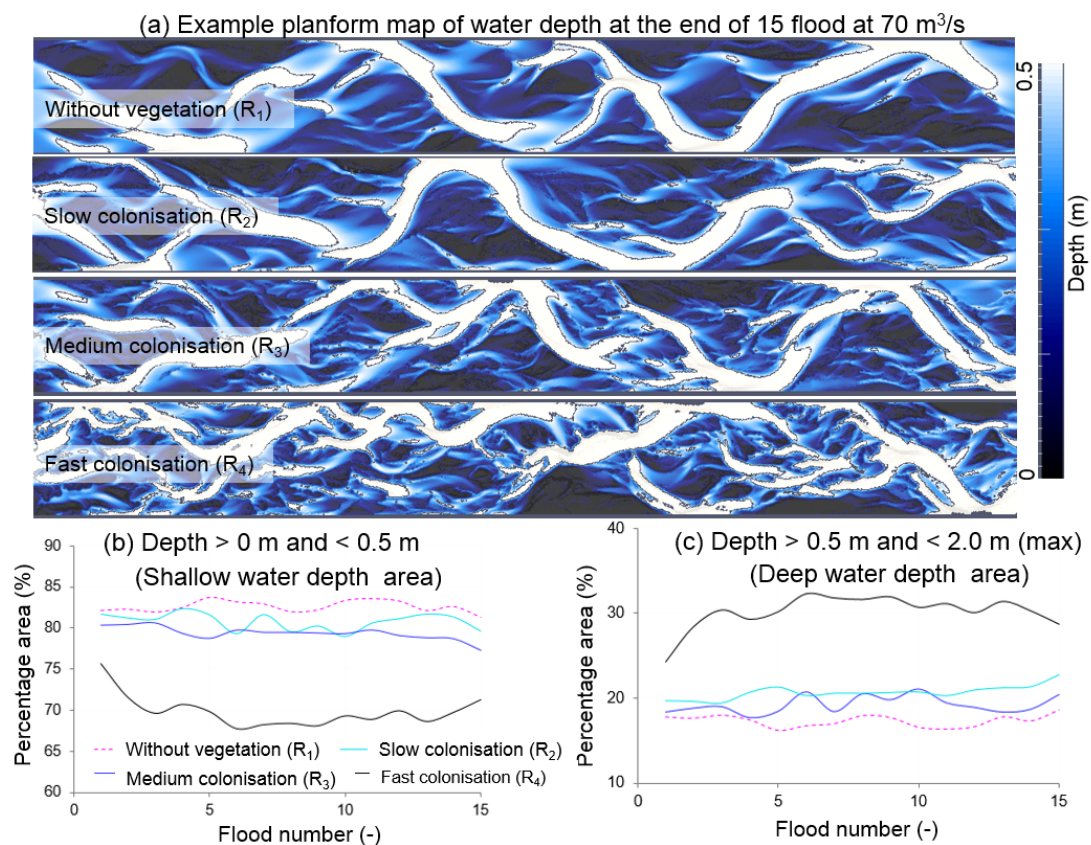 (a) Example planform map of water depth at the end of 15 flood at 70 m³/s
Without vegetation (R₁)
Slow colonisation (R₂)
Medium colonisation (R₃)
Fast colonisation (R₄)
0.5
Depth (m)
0
(b) Depth > 0 m and < 0.5 m
(Shallow water depth area)
Percentage area (%)
90
85
80
75
70
65
60
0
5
10
15
Flood number (-)
Without vegetation (R₁)
Slow colonisation (R₂)
Medium colonisation (R₃)
Fast colonisation (R₄)
(c) Depth > 0.5 m and < 2.0 m (max)
(Deep water depth area)
Percentage area (%)
40
30
20
10
0
5
10
15
Flood number (-)